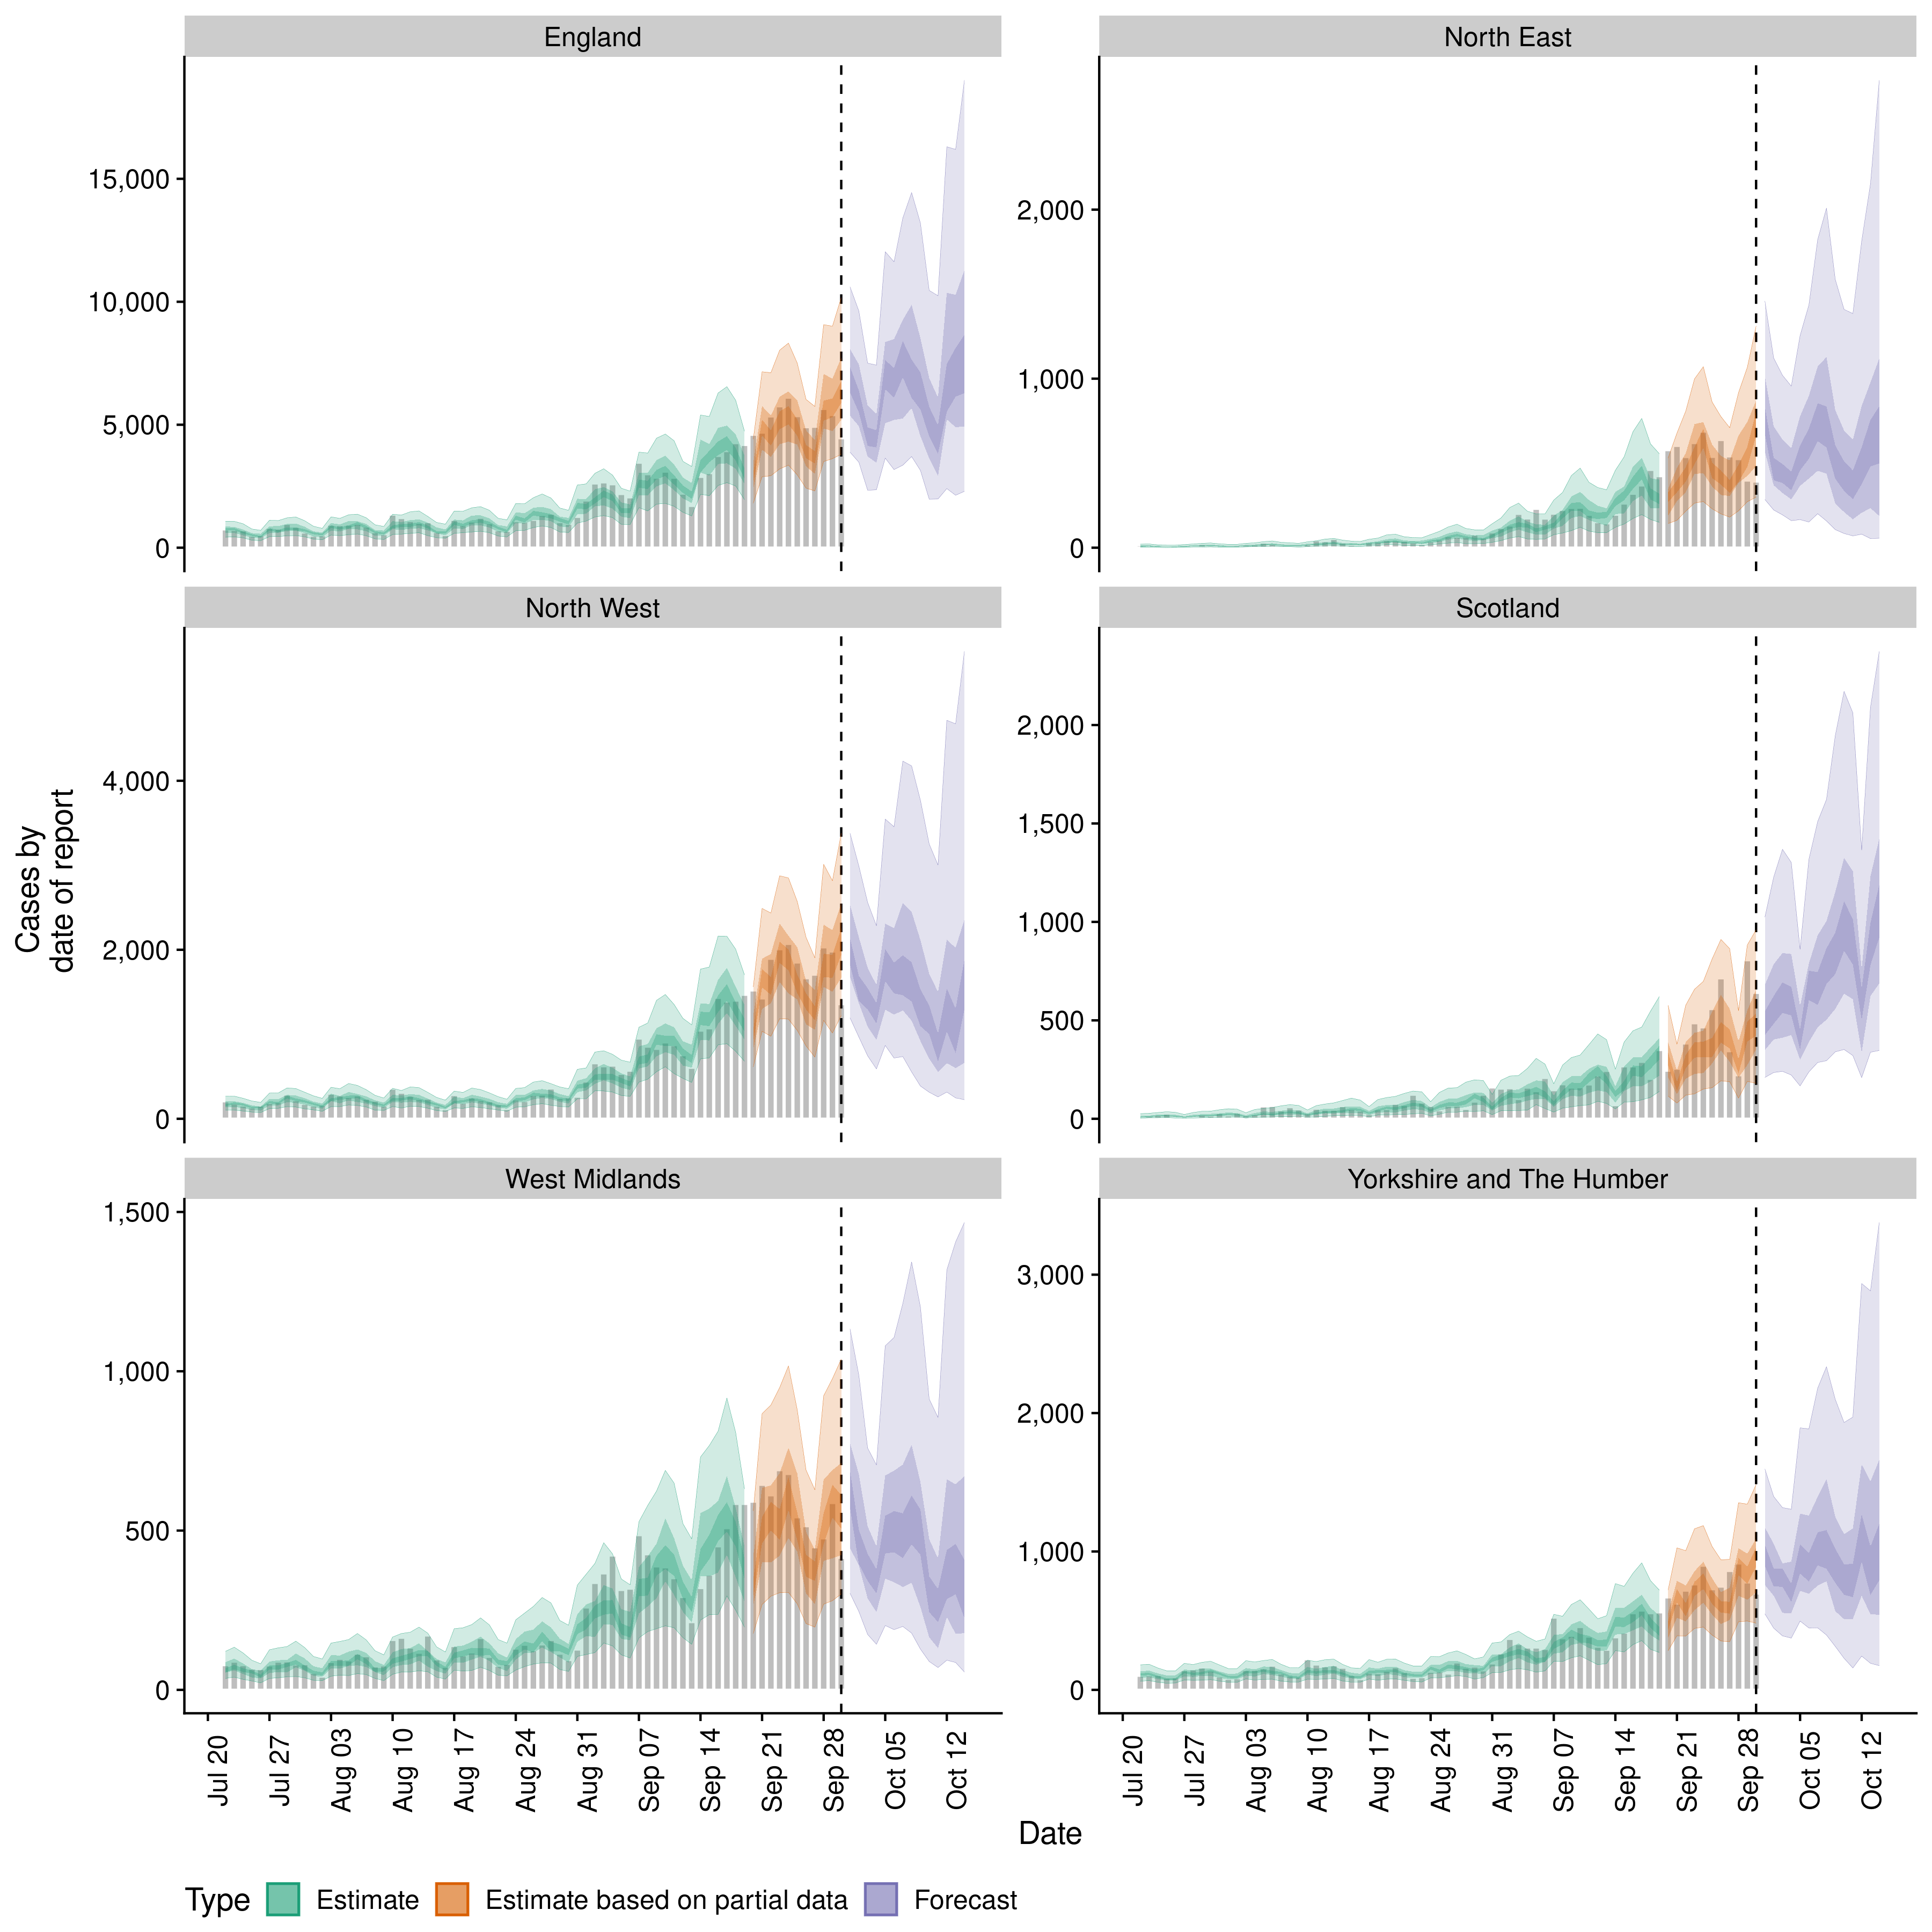 England
North East
15,000
10,000
5,000
0
2,000
1,000
0
North West
Scotland
4,000
2,000
0
2,000
1,500
1,000
500
0
Cases by
date of report
West Midlands
Yorkshire and The Humber
1,500
1,000
500
0
3,000
2,000
1,000
0
Jul 20
Jul 27
Aug 03
Aug 10
Aug 17
Aug 24
Aug 31
Sep 07
Sep 14
Sep 21
Sep 28
Oct 05
Oct 12
Jul 20
Jul 27
Aug 03
Aug 10
Aug 17
Aug 24
Aug 31
Sep 07
Sep 14
Sep 21
Sep 28
Oct 05
Oct 12
Date
Type Estimate Estimate based on partial data Forecast